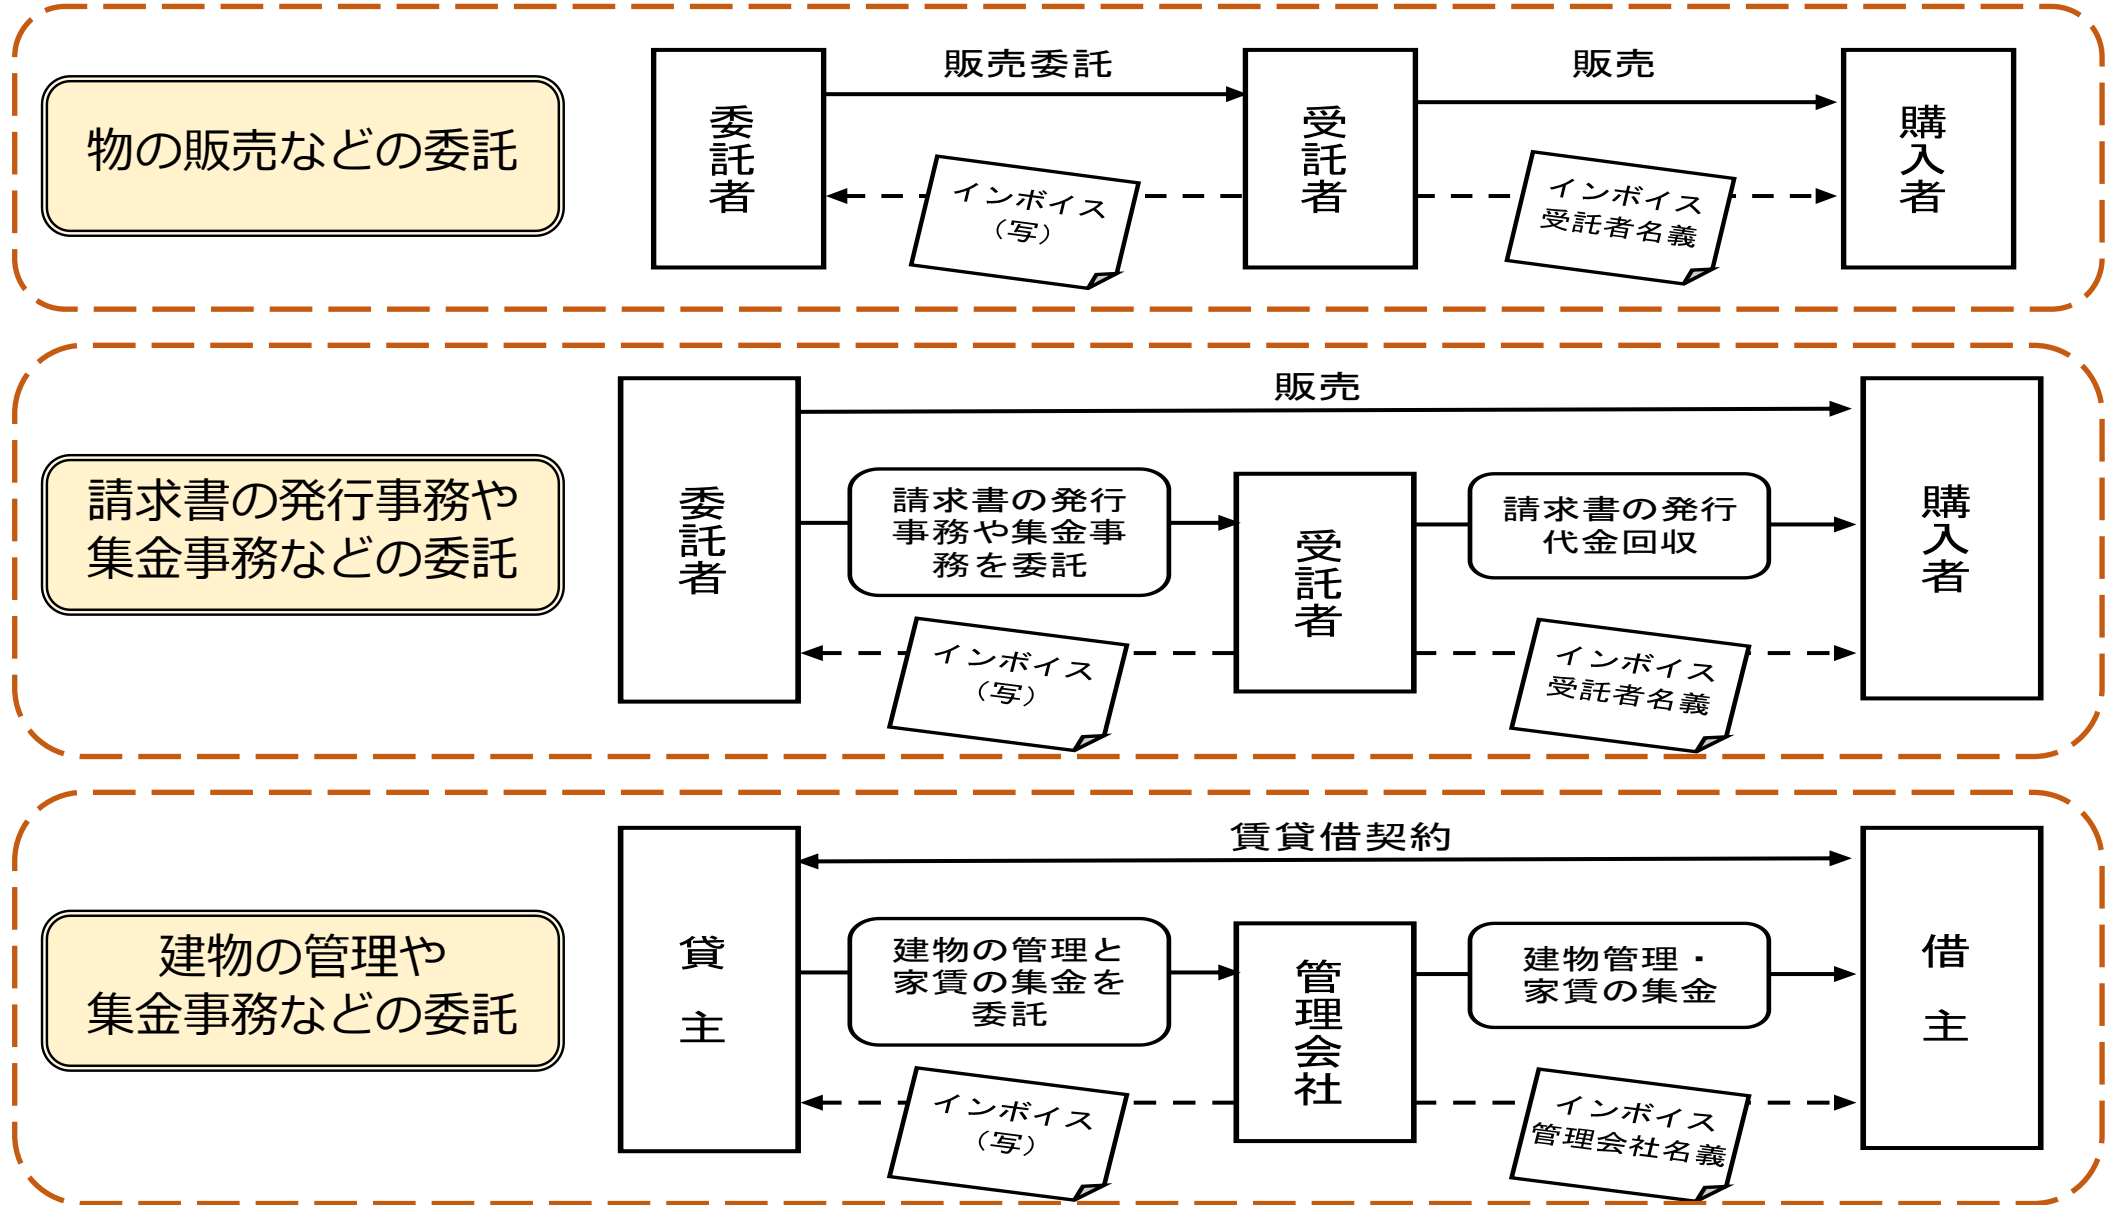 物の販売などの委託
委託者
販売委託
インボイス
（写）
受託者
販売
インボイス
受託者名義
購入者
請求書の発行事務や
集金事務などの委託
委託者
販売
請求書の発行
事務や集金事
務を委託
インボイス
（写）
受託者
請求書の発行
代金回収
インボイス
受託者名義
購入者
建物の管理や
集金事務などの委託
貸主
賃貸借契約
建物の管理と
家賃の集金を
委託
インボイス
（写）
管理会社
建物管理・
家賃の集金
インボイス
管理会社名義
借主